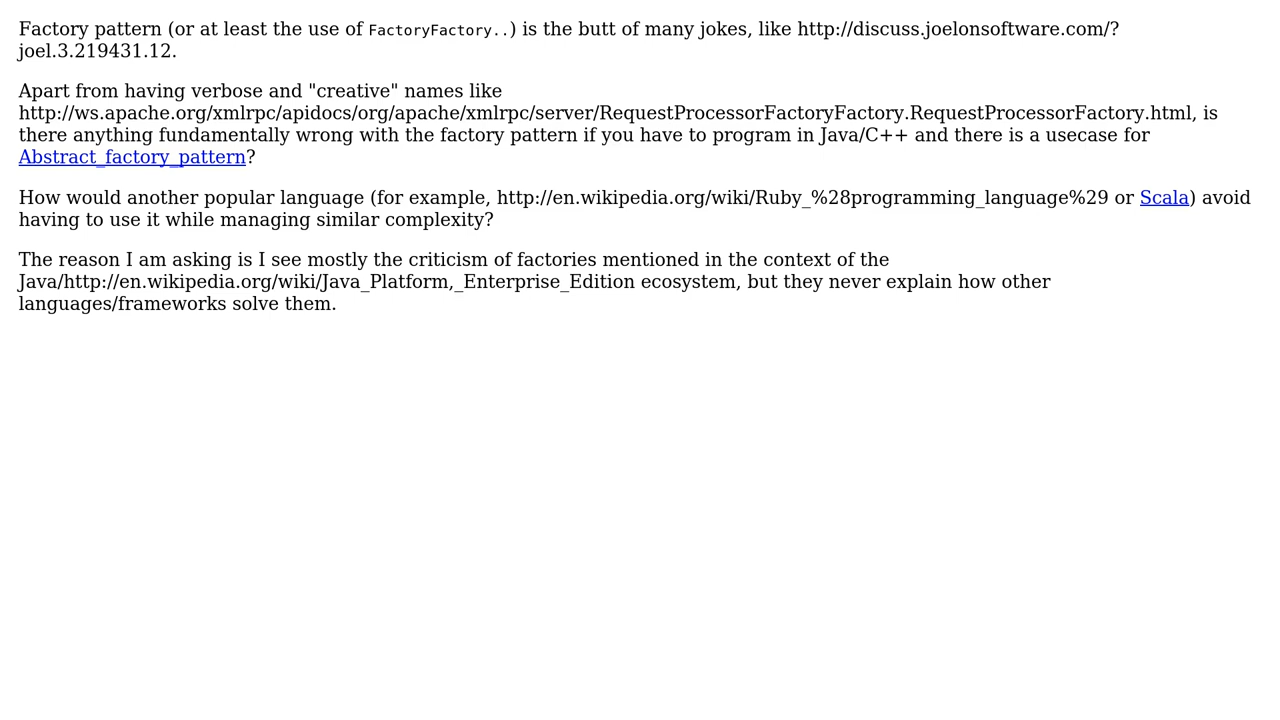 Factory pattern (or at least the use of FactoryFactory..) is the butt of many jokes, like http://discuss.joelonsoftware.com/?
joel.3.219431.12.
Apart from having verbose and "creative" names like
http://ws.apache.org/xmlrpc/apidocs/org/apache/xmlrpc/server/RequestProcessorFactoryFactory.RequestProcessorFactory.html, is
there anything fundamentally wrong with the factory pattern if you have to program in Java/C++ and there is a usecase for
Abstract_factory_pattern?
How would another popular language (for example, http://en.wikipedia.org/wiki/Ruby_%28programming_language%29 or Scala) avoid
having to use it while managing similar complexity?
The reason I am asking is I see mostly the criticism of factories mentioned in the context of the
Java/http://en.wikipedia.org/wiki/Java_Platform,_Enterprise_Edition ecosystem, but they never explain how other
languages/frameworks solve them.